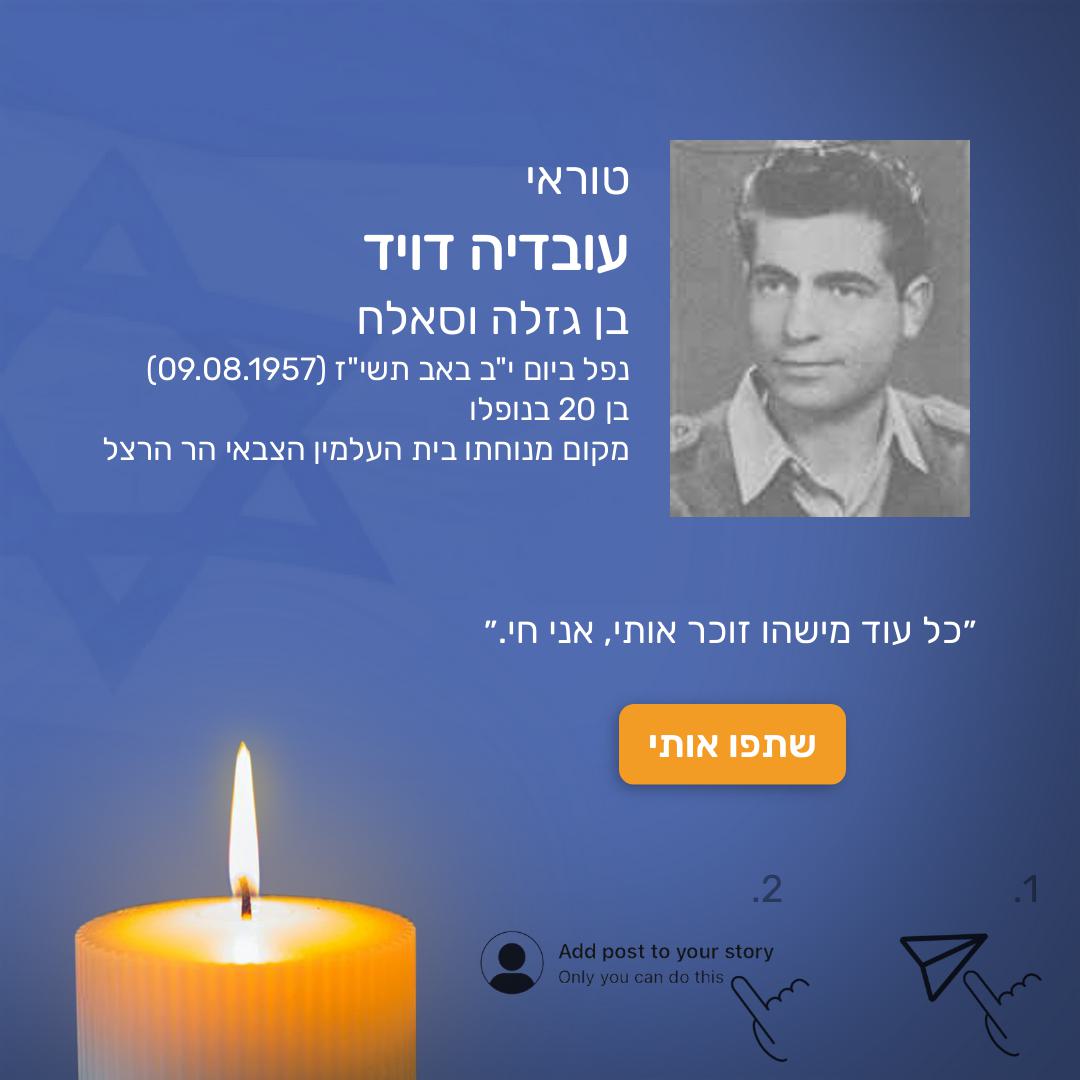 טוראי
עובדיה דויד
בן גזלה וסאלח
נפל ביום י"ב באב תשי"ז (09.08.1957)
בן 20 בנופלו
מקום מנוחתו בית העלמין הצבאי הר הרצל
״כל עוד מישהו זוכר אותי, אני חי.״
שתפו אותי
1.
2.
Add post to your story
Only you can do this